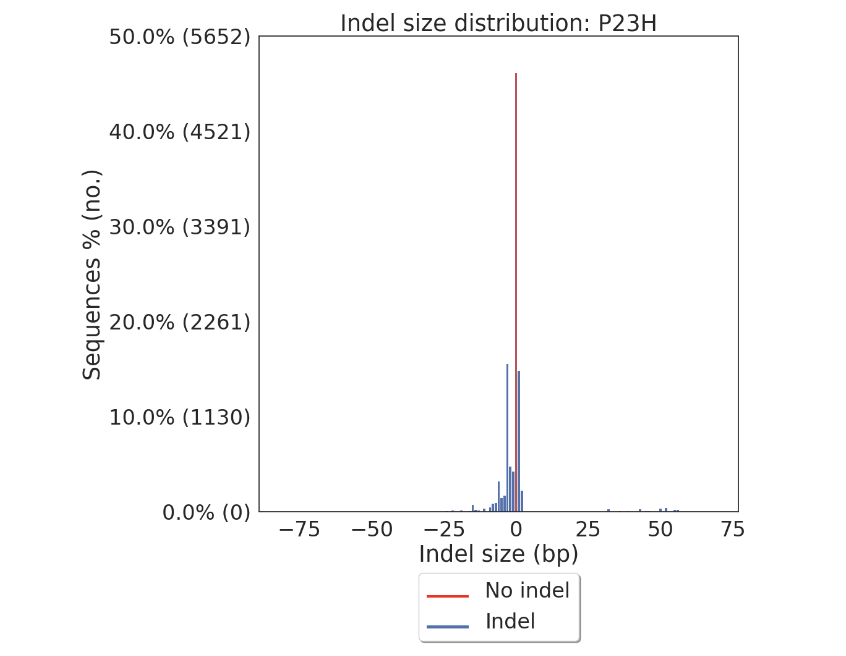 Indel size distribution: P23H
50.0% (5652)
40.0% (4521)
30.0% (3391)
20.0% (2261)
10.0% (1130)
0.0% (0)
Sequences % (no.)
−75 −50 −25 0 25 50 75
Indel size (bp)
No indel
Indel